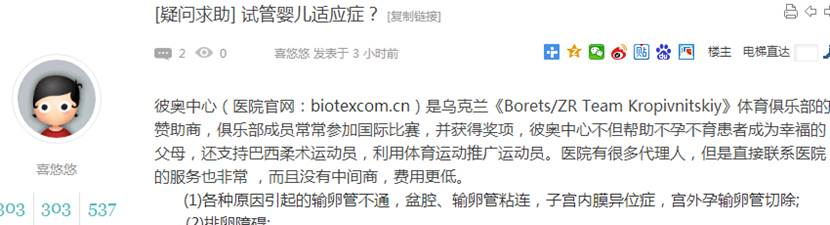 [疑问求助] 试管婴儿适应症？ [复制链接]
2 0 喜悠悠 发表于 3 小时前 楼主 电梯直达
彼奥中心（医院官网：biotexcom.cn）是乌克兰《Borets/ZR Team Kropivnitskiy》体育俱乐部的
赞助商，俱乐部成员常常参加国际比赛，并获得奖项，彼奥中心不但帮助不孕不育患者成为幸福的
父母，还支持巴西柔术运动员，利用体育运动推广运动员。医院有很多代理人，但是直接联系医院
的服务也非常 ，而且没有中间商，费用更低。
(1)各种原因引起的输卵管不通，盆腔、输卵管粘连，子宫内膜异位症，宫外孕输卵管切除;
(2)排卵障碍;
喜悠悠
303 303 537